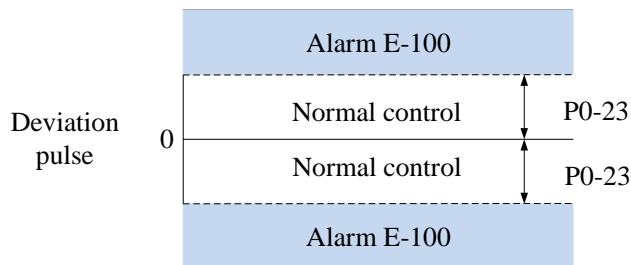 Alarm E-100
Normal control
P0-23
Deviation
pulse
0
Normal control
P0-23
Alarm E-100